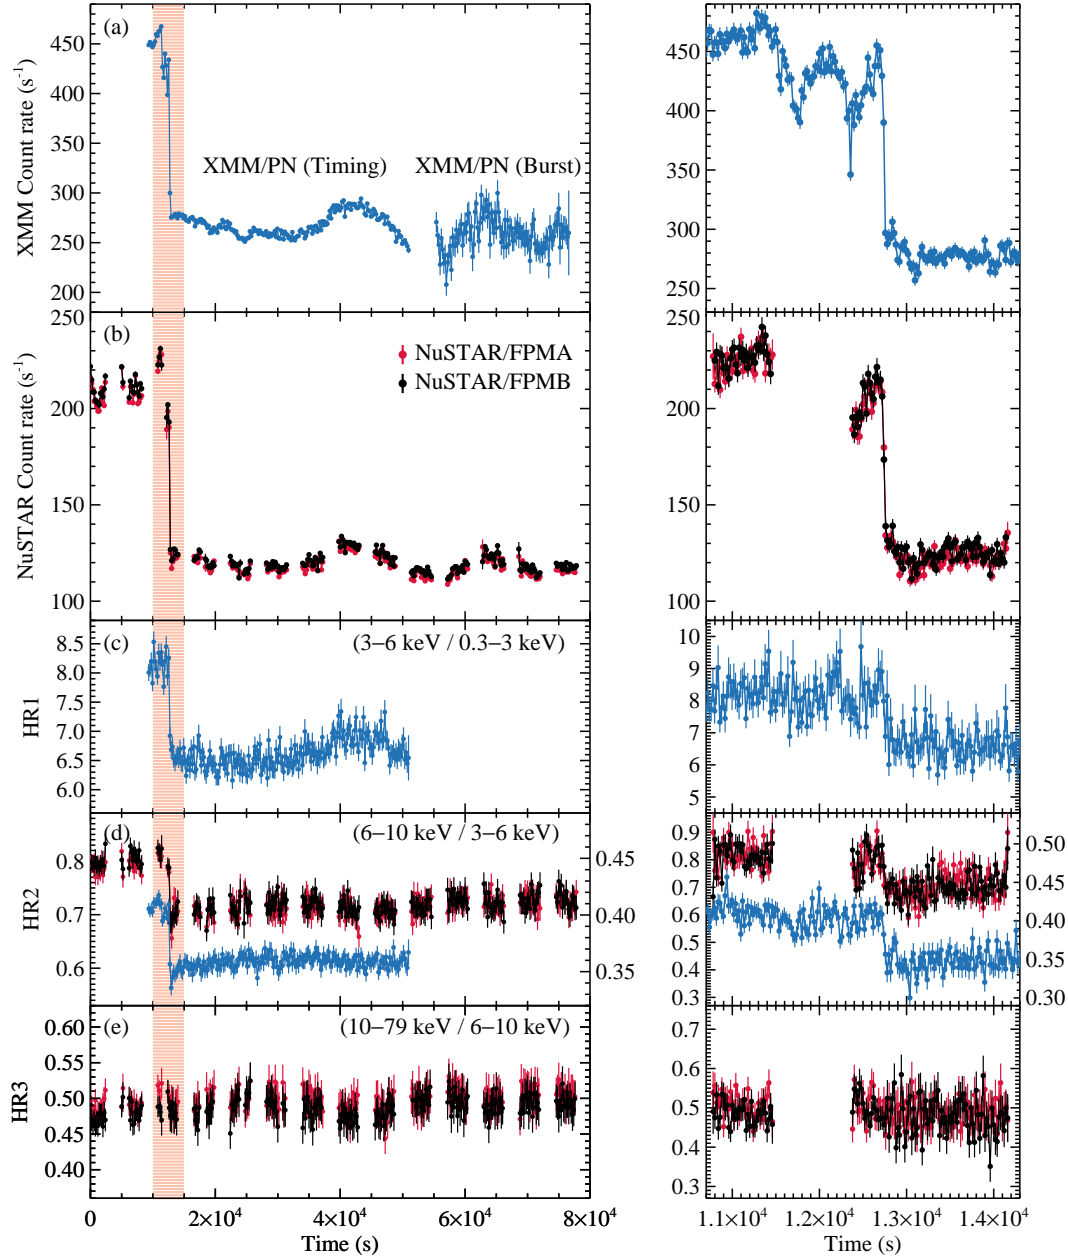 (a)
XMM/PN (Timing)
XMM/PN (Burst)
XMM Count rate (s⁻¹)
450
400
350
300
250
200
450
400
350
300
250
(b)
NuSTAR/FPMA
NuSTAR/FPMB
NuSTAR Count rate (s⁻¹)
250
200
150
100
250
200
150
100
(c)
(3–6 keV / 0.3–3 keV)
HR1
8.5
8.0
7.5
7.0
6.5
6.0
10
9
8
7
6
5
(d)
(6–10 keV / 3–6 keV)
HR2
0.8
0.7
0.6
0.45
0.40
0.35
0.9
0.8
0.7
0.6
0.5
0.4
0.3
0.50
0.45
0.40
0.35
0.30
(e)
(10–79 keV / 6–10 keV)
HR3
0.60
0.55
0.50
0.45
0.40
0.7
0.6
0.5
0.4
0.3
0 2×10⁴ 4×10⁴ 6×10⁴ 8×10⁴
Time (s)
1.1×10⁴ 1.2×10⁴ 1.3×10⁴ 1.4×10⁴
Time (s)